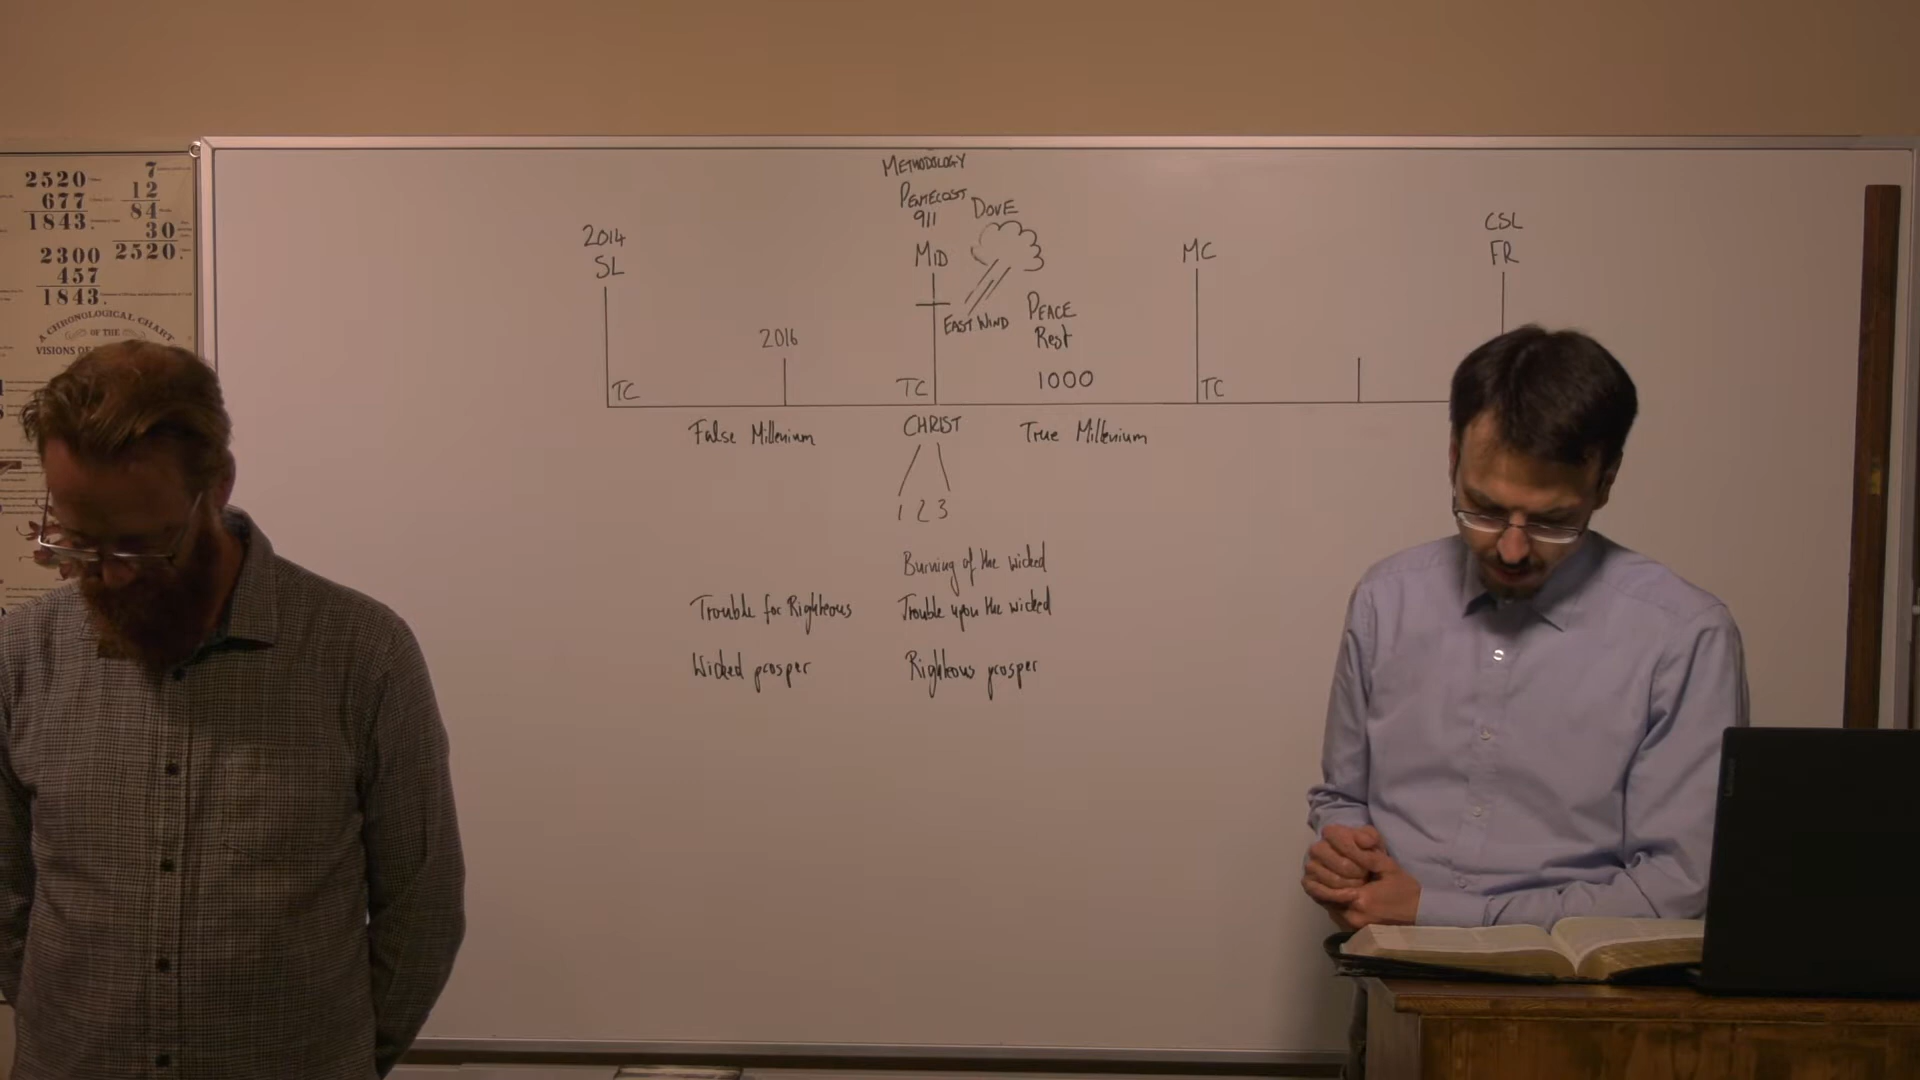 2520
677
1843.
2300
457
1843.
7
12
84
30
2520.
A CHRONOLOGICAL CHART
OF THE
VISIONS OF
METHODOLOGY
PENTECOST
911
MID
DOVE
EAST WIND
PEACE
Rest
1000
2014
SL
TC
2016
TC
MC
TC
CSL
FR
False Millenium
CHRIST
True Millenium
1 2 3
Burning of the wicked
Trouble for Righteous
Trouble upon the wicked
Wicked prosper
Righteous prosper